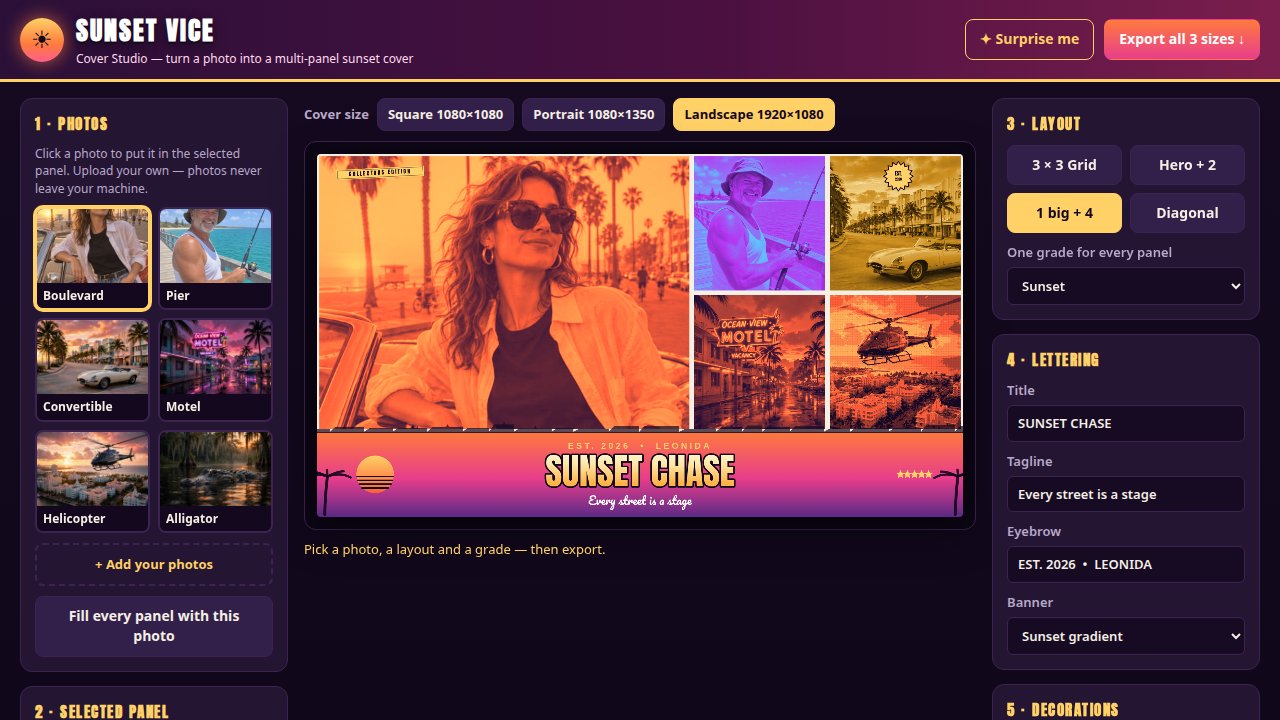 SUNSET VICE
Cover Studio — turn a photo into a multi-panel sunset cover
✦ Surprise me
Export all 3 sizes ↓
1 · PHOTOS
Click a photo to put it in the selected
panel. Upload your own — photos never
leave your machine.
Boulevard
Pier
Convertible
Motel
Helicopter
Alligator
+ Add your photos
Fill every panel with this
photo
2 · SELECTED PANEL
Cover size
Square 1080×1080
Portrait 1080×1350
Landscape 1920×1080
COLLECTORS EDITION
OCEAN·VIEW
MOTEL
VACANCY
EST. 2026 • LEONIDA
SUNSET CHASE
Every street is a stage
Pick a photo, a layout and a grade — then export.
3 · LAYOUT
3 × 3 Grid
Hero + 2
1 big + 4
Diagonal
One grade for every panel
Sunset
4 · LETTERING
Title
SUNSET CHASE
Tagline
Every street is a stage
Eyebrow
EST. 2026 • LEONIDA
Banner
Sunset gradient
5 · DECORATIONS